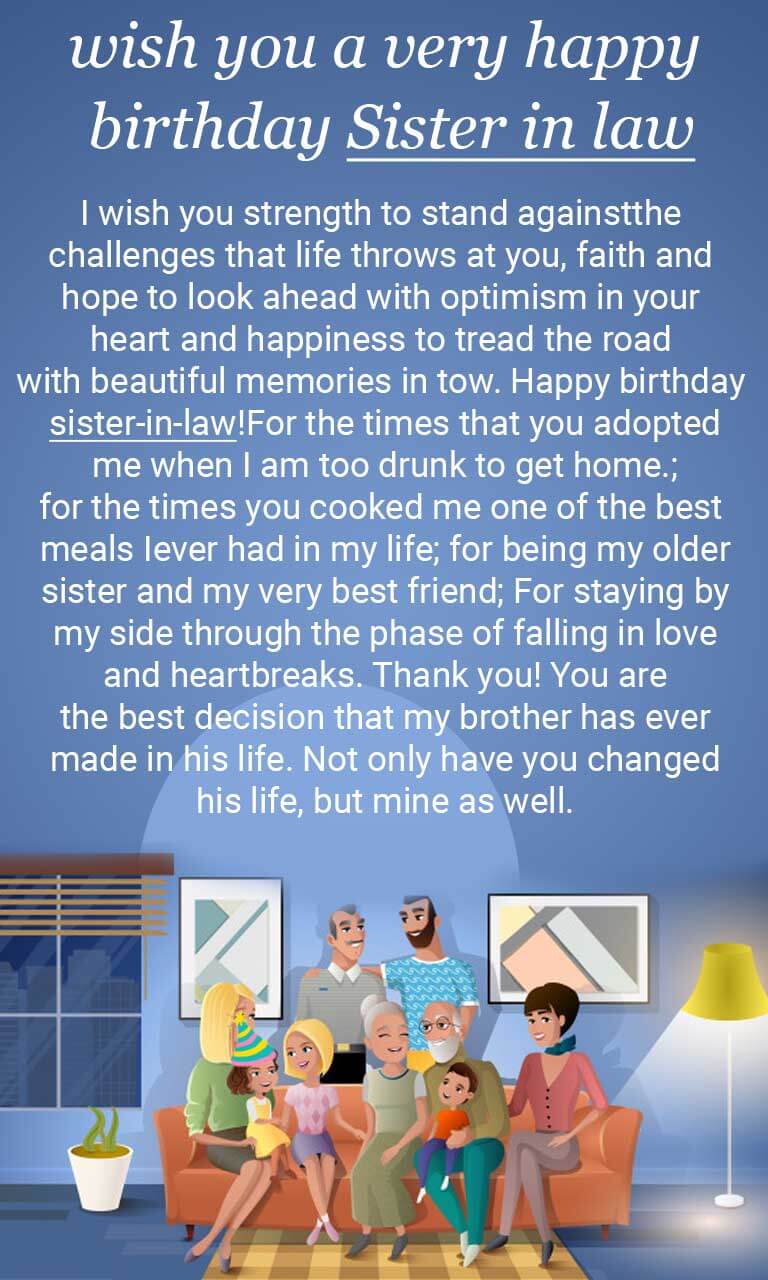 wish you a very happy
birthday Sister in law
I wish you strength to stand againstthe
challenges that life throws at you, faith and
hope to look ahead with optimism in your
heart and happiness to tread the road
with beautiful memories in tow. Happy birthday
sister-in-law!For the times that you adopted
me when I am too drunk to get home.;
for the times you cooked me one of the best
meals Iever had in my life; for being my older
sister and my very best friend; For staying by
my side through the phase of falling in love
and heartbreaks. Thank you! You are
the best decision that my brother has ever
made in his life. Not only have you changed
his life, but mine as well.